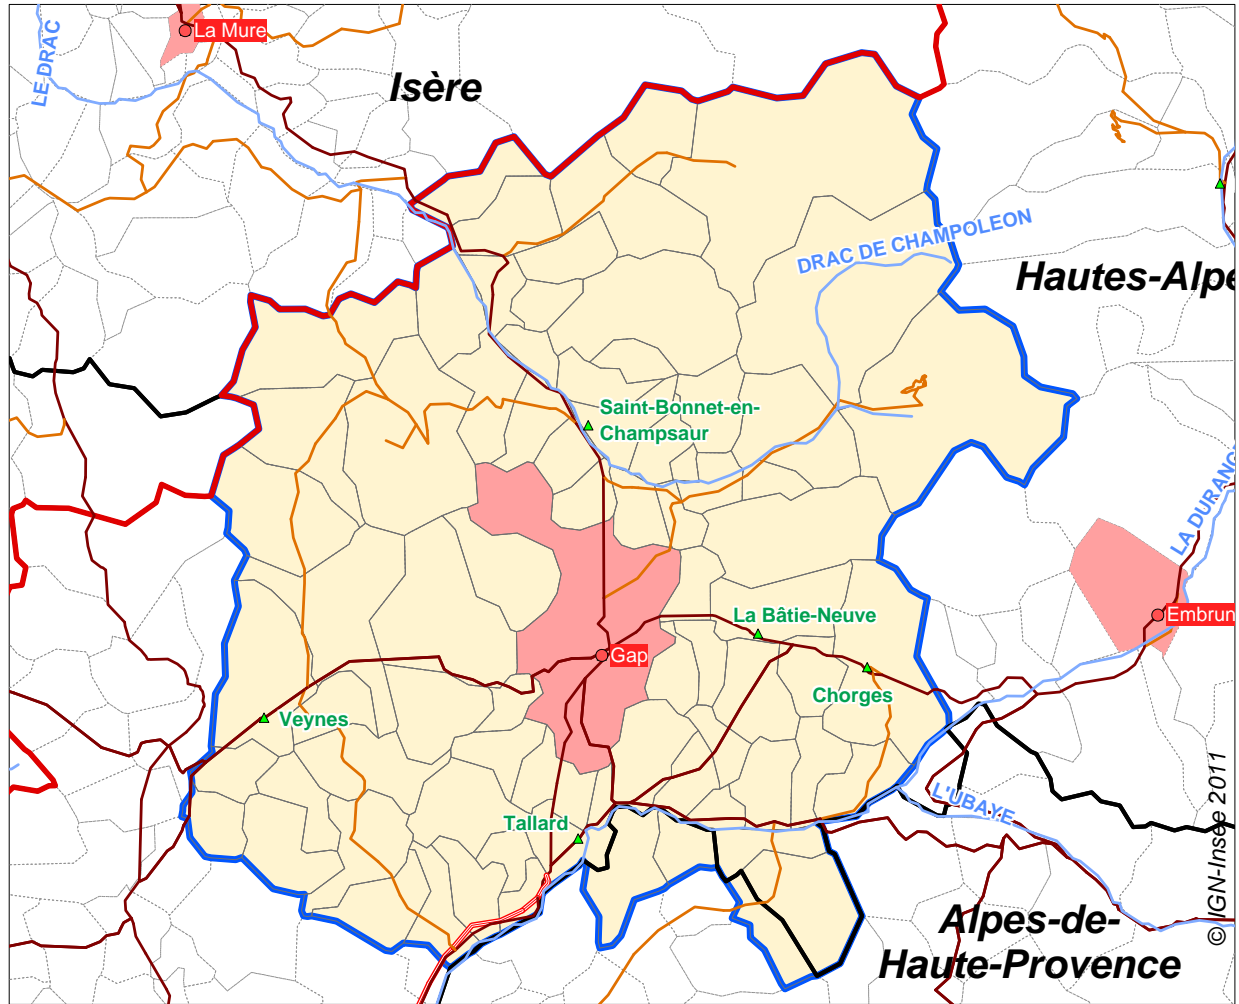 La Mure
LE DRAC
Isère
DRAC DE CHAMPOLEON
Hautes-Alpe
Saint-Bonnet-en-
Champsaur
LA DURANC
La Bâtie-Neuve
Embrun
Gap
Chorges
Veynes
L'UBAYE
Tallard
Alpes-de-
Haute-Provence
© IGN-Insee 2011